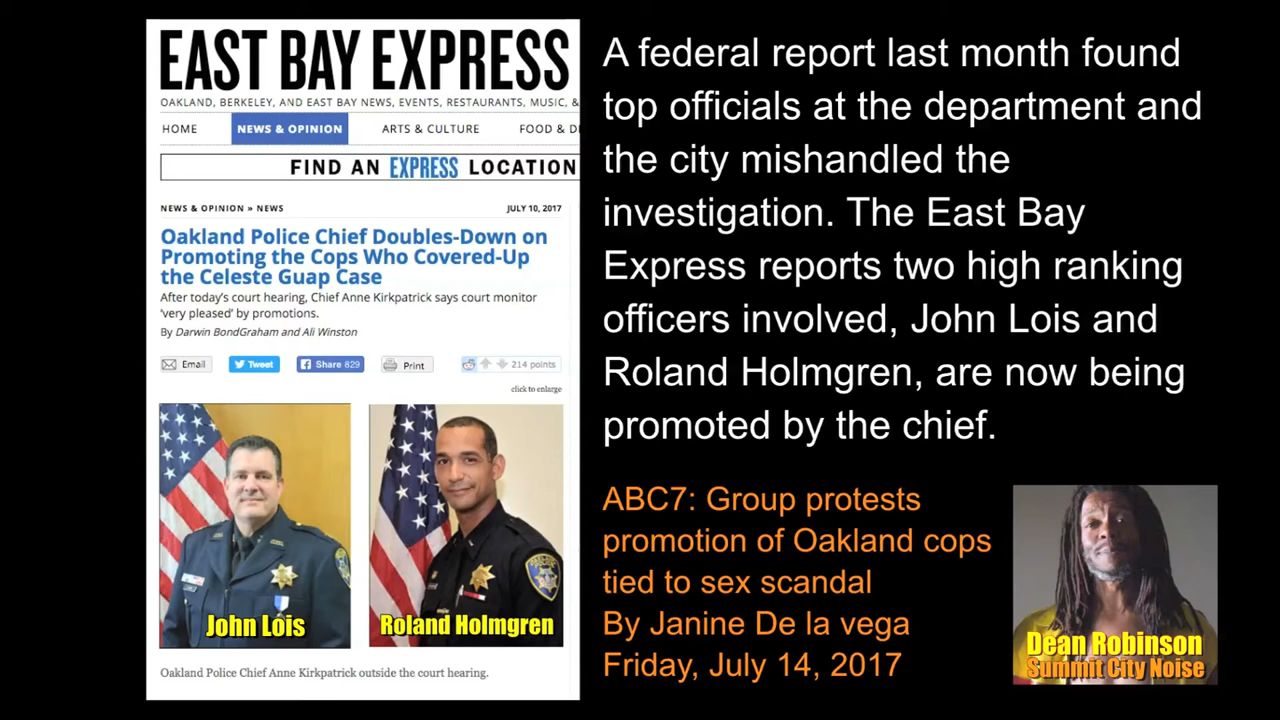 EAST BAY EXPRESS
OAKLAND, BERKELEY, AND EAST BAY NEWS, EVENTS, RESTAURANTS, MUSIC, &
HOME NEWS & OPINION ARTS & CULTURE FOOD & D
FIND AN EXPRESS LOCATION
NEWS & OPINION » NEWS JULY 10, 2017
Oakland Police Chief Doubles-Down on
Promoting the Cops Who Covered-Up
the Celeste Guap Case
After today's court hearing, Chief Anne Kirkpatrick says court monitor
'very pleased' by promotions.
By Darwin BondGraham and Ali Winston
Email Tweet Share 829 Print 214 points
click to enlarge
John Lois
Roland Holmgren
Oakland Police Chief Anne Kirkpatrick outside the court hearing.
A federal report last month found
top officials at the department and
the city mishandled the
investigation. The East Bay
Express reports two high ranking
officers involved, John Lois and
Roland Holmgren, are now being
promoted by the chief.
ABC7: Group protests
promotion of Oakland cops
tied to sex scandal
By Janine De la vega
Friday, July 14, 2017
Dean Robinson
Summit City Noise